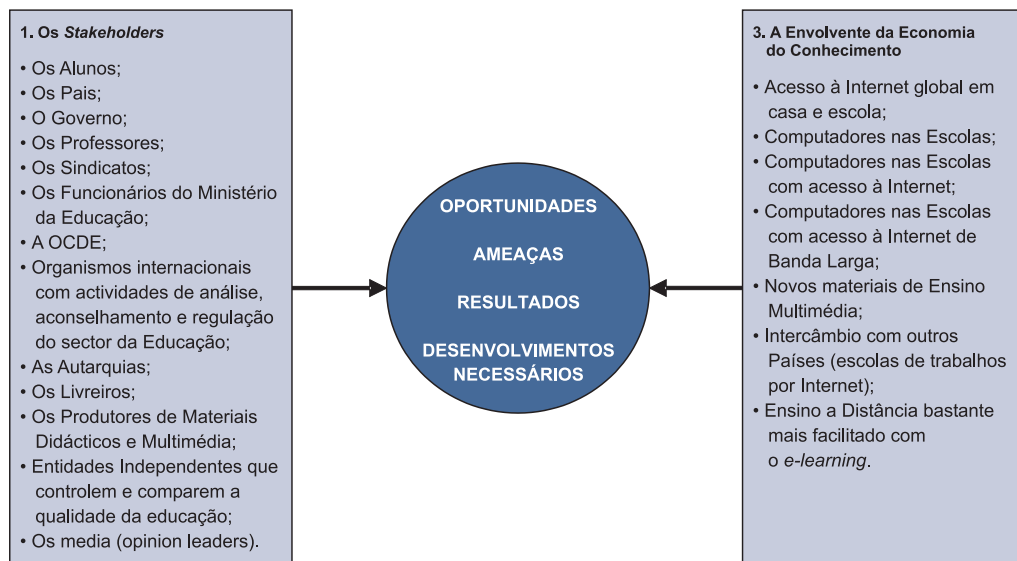 1. Os Stakeholders
• Os Alunos;
• Os Pais;
• O Governo;
• Os Professores;
• Os Sindicatos;
• Os Funcionários do Ministério
da Educação;
• A OCDE;
• Organismos internacionais
com actividades de análise,
aconselhamento e regulação
do sector da Educação;
• As Autarquias;
• Os Livreiros;
• Os Produtores de Materiais
Didácticos e Multimédia;
• Entidades Independentes que
controlem e comparem a
qualidade da educação;
• Os media (opinion leaders).
OPORTUNIDADES
AMEAÇAS
RESULTADOS
DESENVOLVIMENTOS
NECESSÁRIOS
3. A Envolvente da Economia
do Conhecimento
• Acesso à Internet global em
casa e escola;
• Computadores nas Escolas;
• Computadores nas Escolas
com acesso à Internet;
• Computadores nas Escolas
com acesso à Internet de
Banda Larga;
• Novos materiais de Ensino
Multimédia;
• Intercâmbio com outros
Países (escolas de trabalhos
por Internet);
• Ensino a Distância bastante
mais facilitado com
o e-learning.